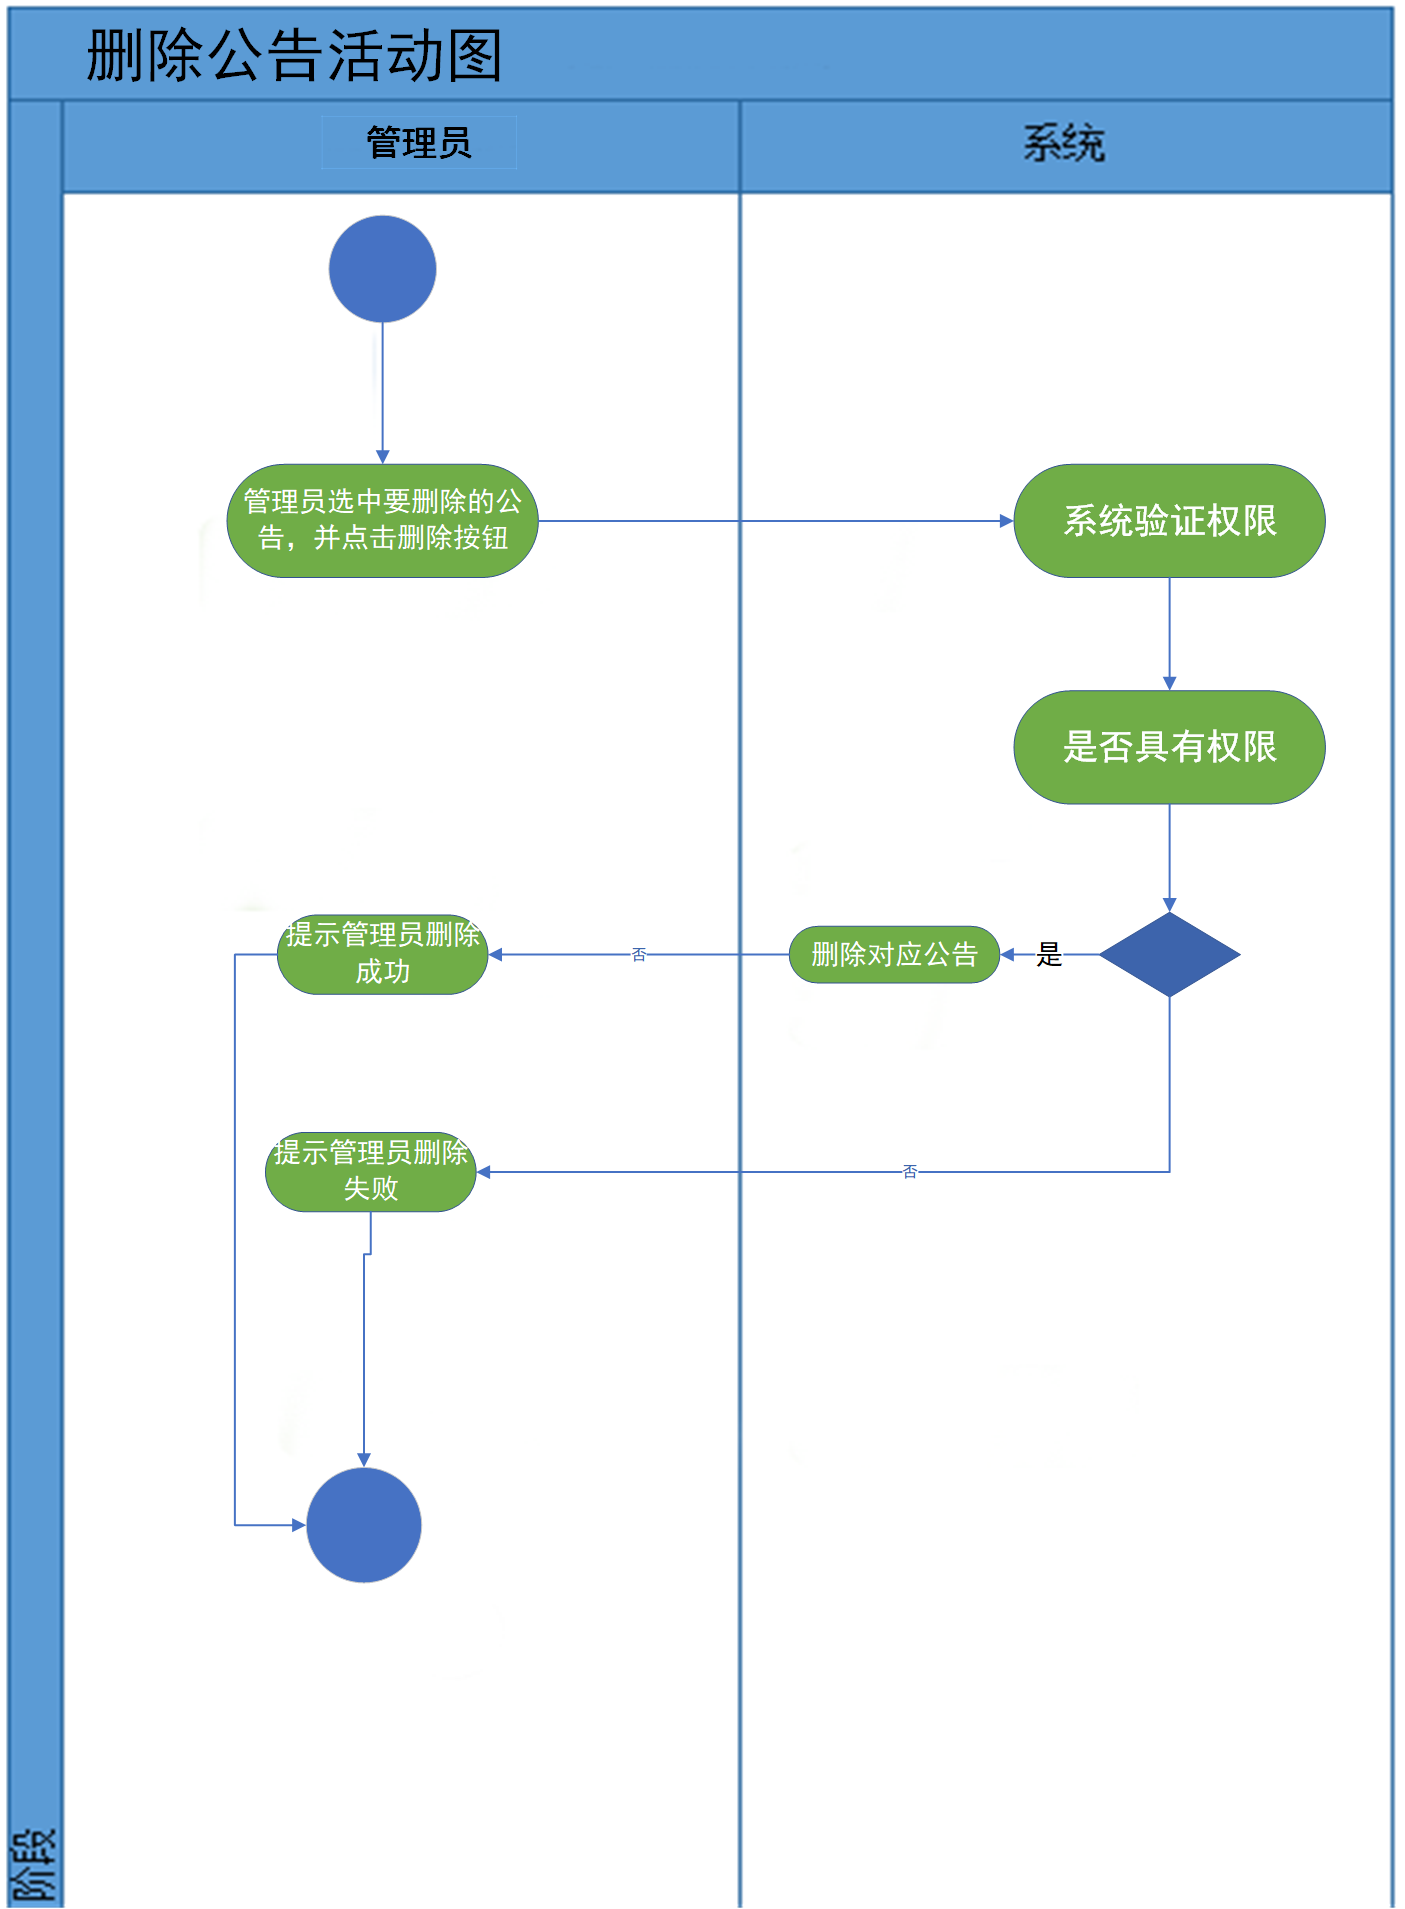 删除公告活动图
管理员
系统
管理员选中要删除的公
告，并点击删除按钮
系统验证权限
是否具有权限
提示管理员删除
成功
否
删除对应公告
是
提示管理员删除
失败
否
阶段